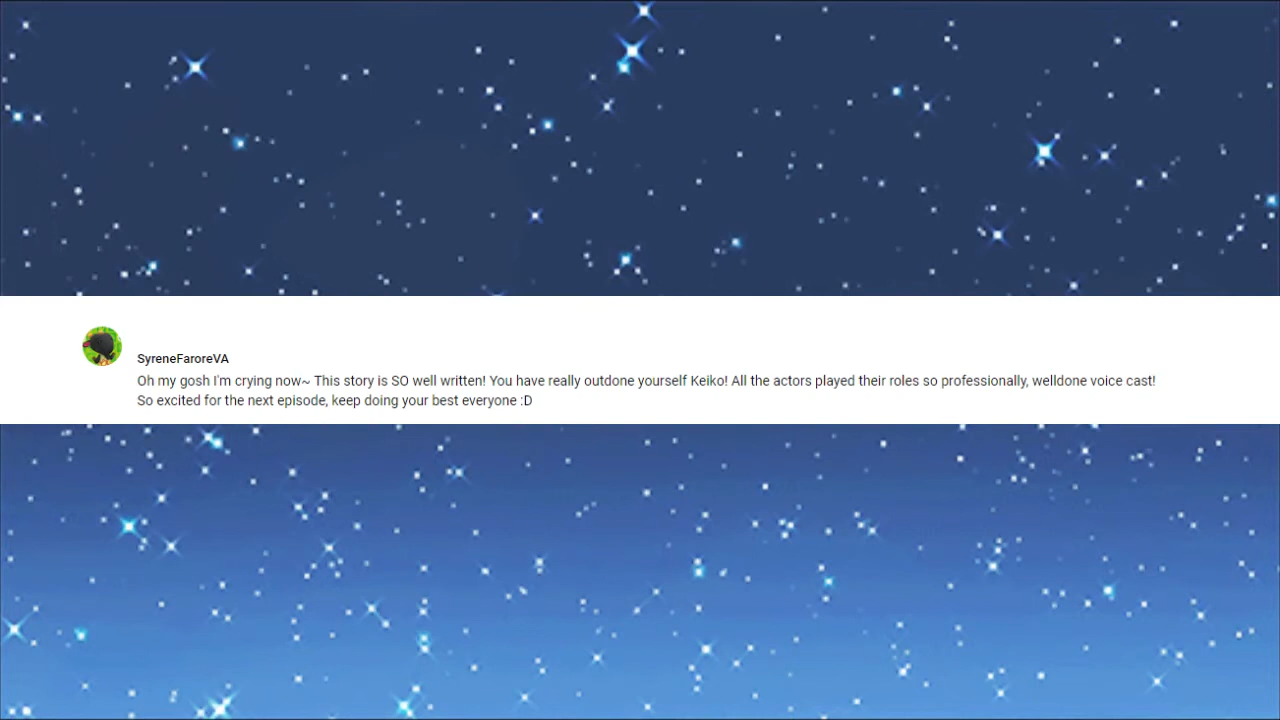 SyreneFaroreVA
Oh my gosh I'm crying now~ This story is SO well written! You have really outdone yourself Keiko! All the actors played their roles so professionally, welldone voice cast!
So excited for the next episode, keep doing your best everyone :D